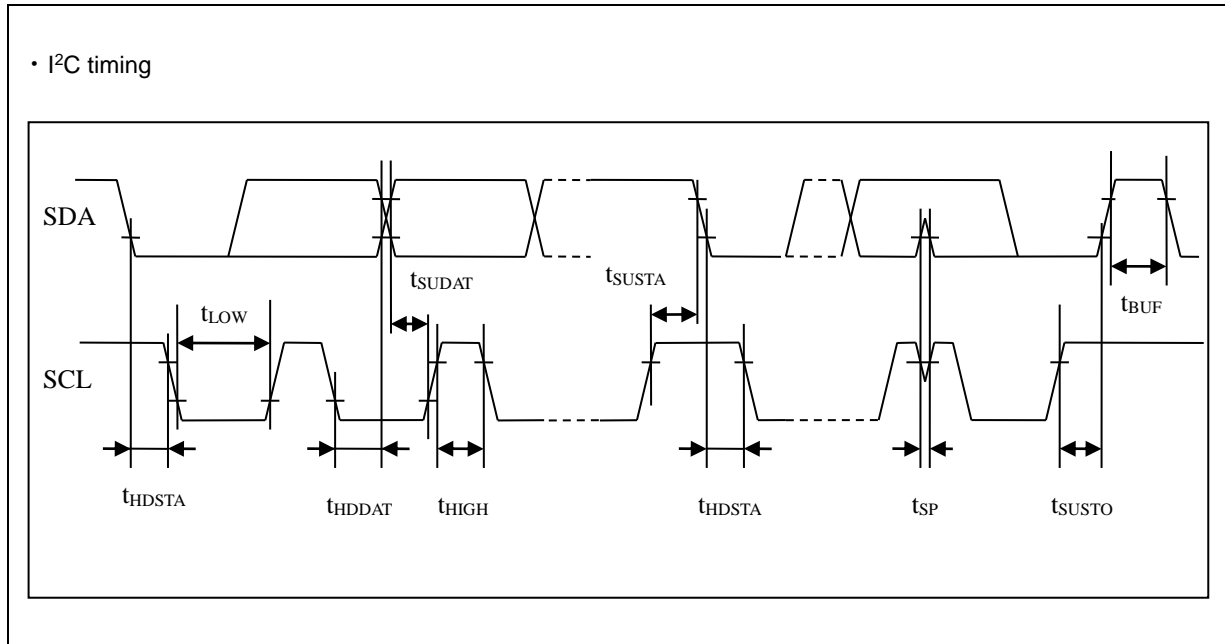 ・ I²C timing
SDA
tSUDAT
tSUSTA
tLOW
tBUF
SCL
tHDSTA
tHDDAT
tHIGH
tHDSTA
tSP
tSUSTO